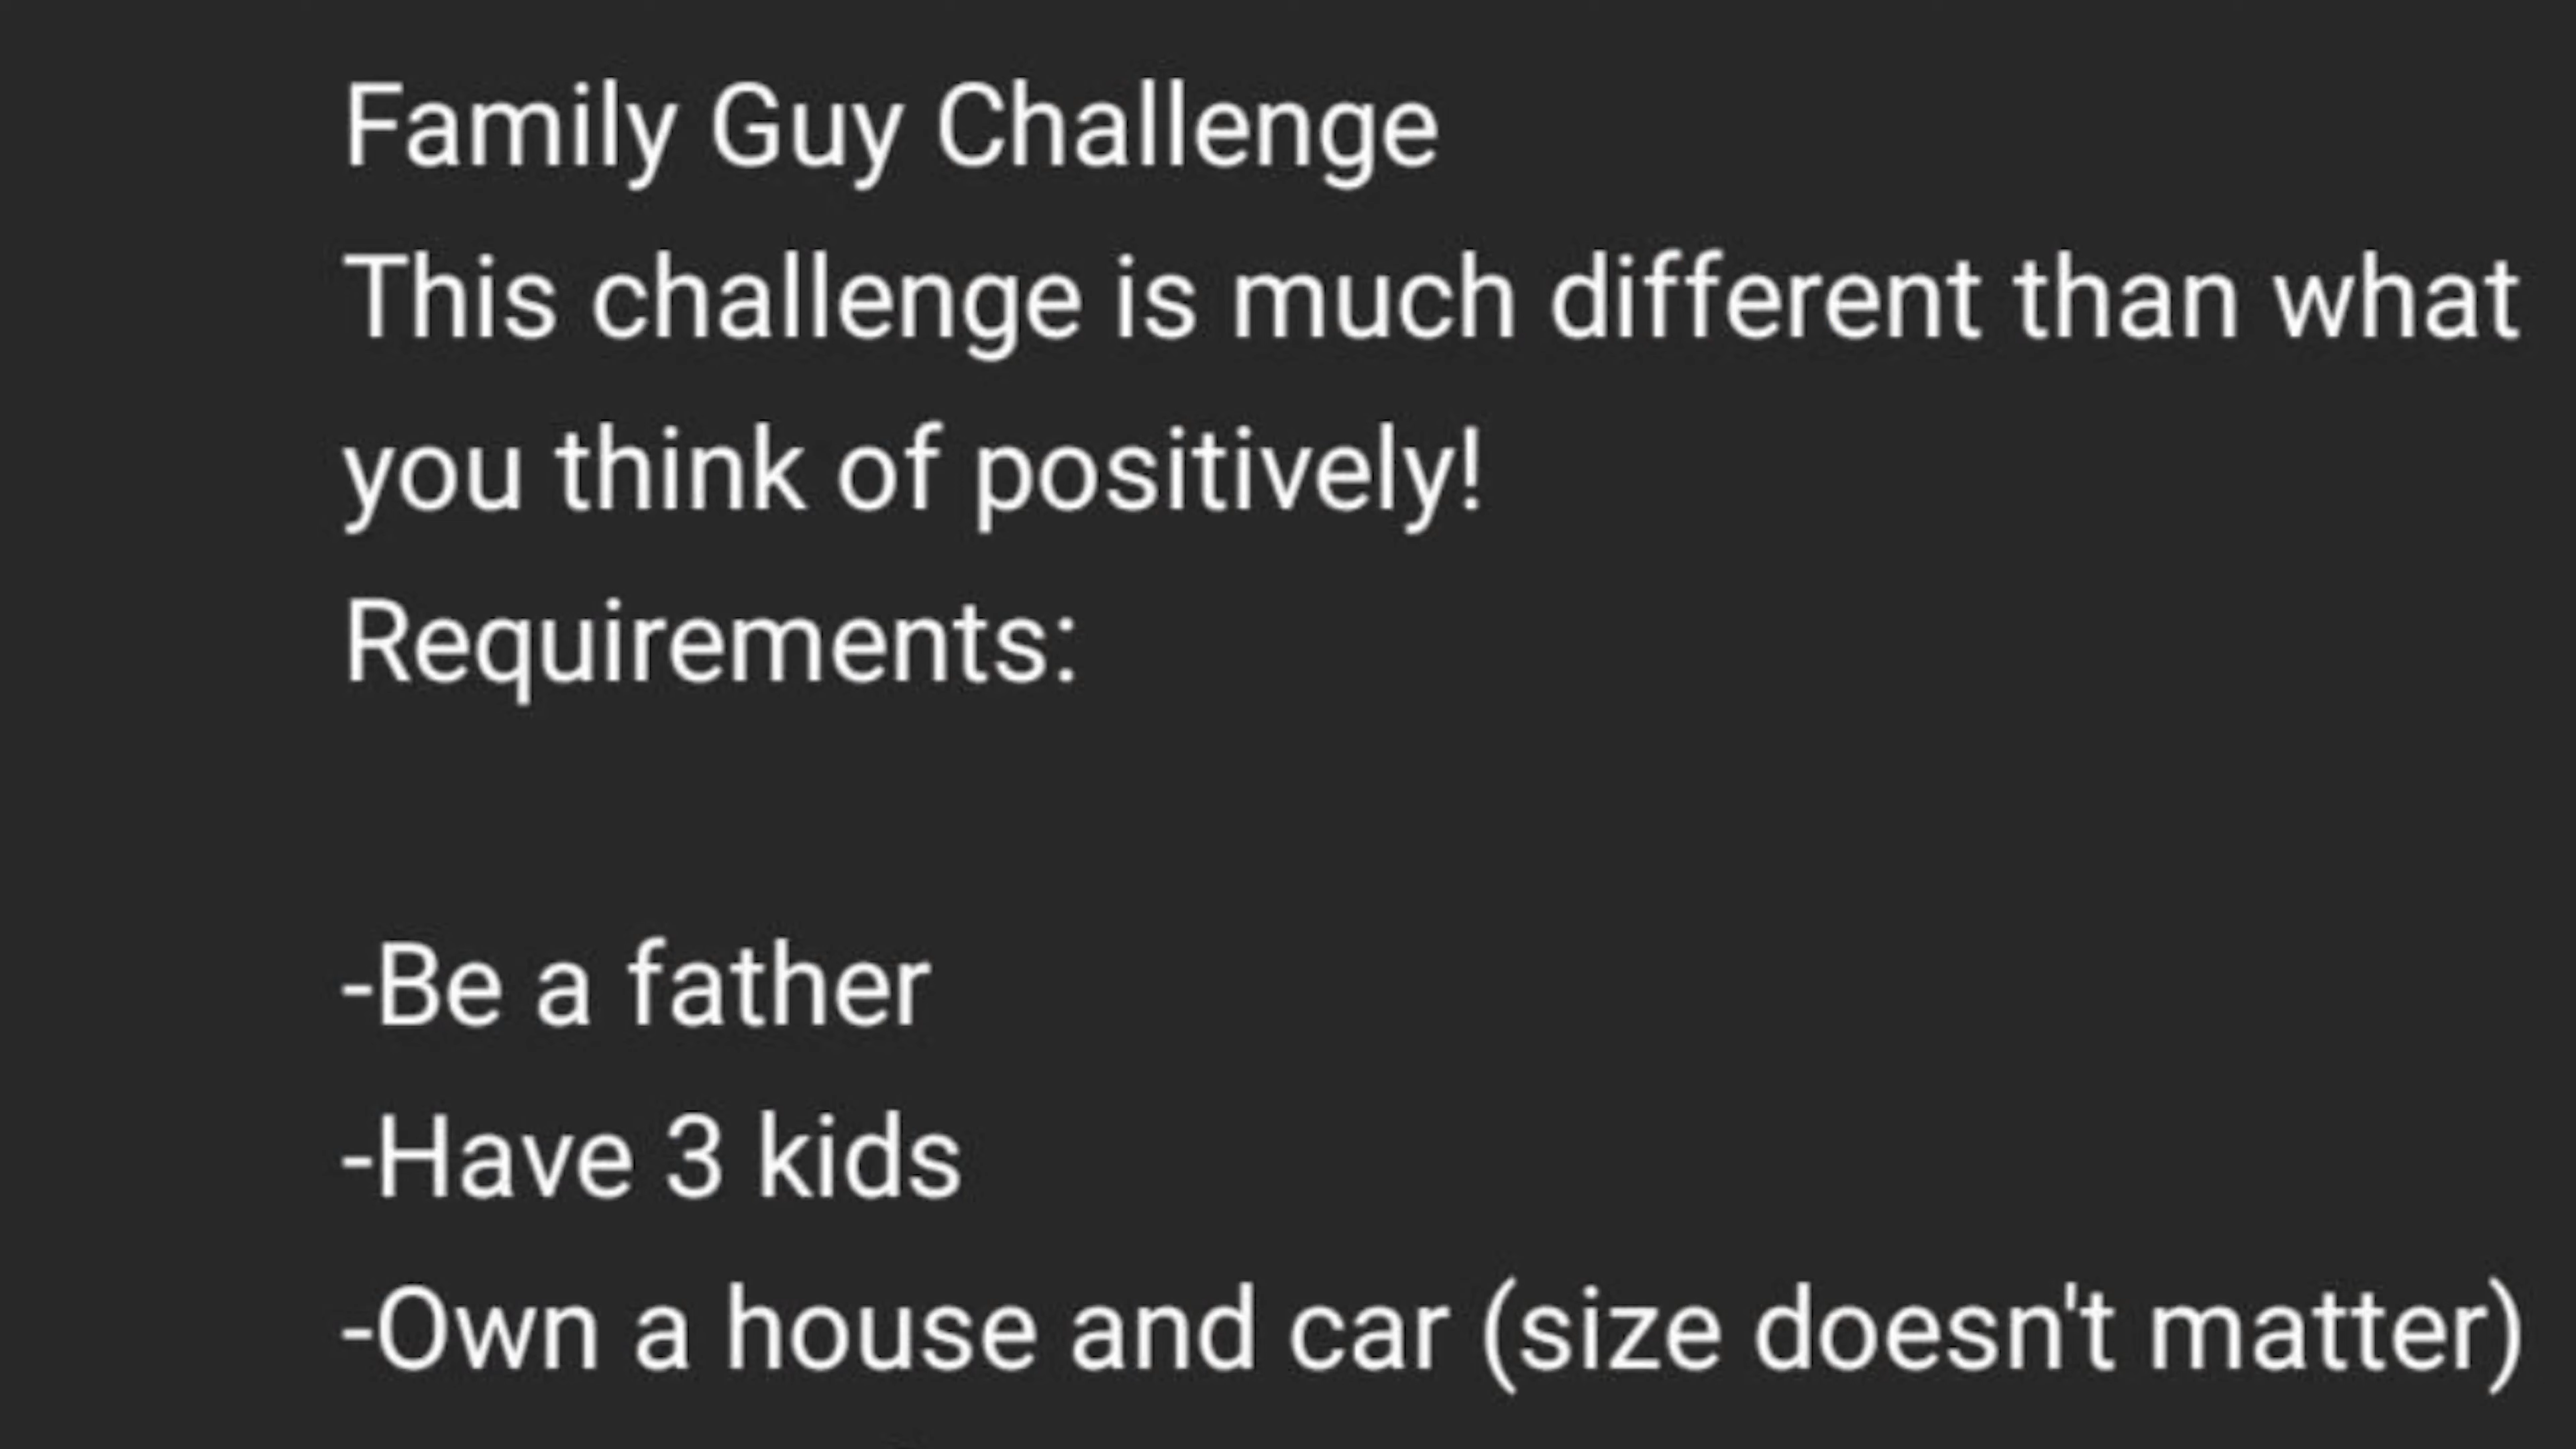 Family Guy Challenge
This challenge is much different than what
you think of positively!
Requirements:
-Be a father
-Have 3 kids
-Own a house and car (size doesn't matter)